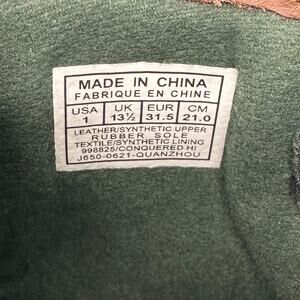 MADE IN CHINA
FABRIQUE EN CHINE
USA UK EUR CM
1 13½ 31.5 21.0
LEATHER/SYNTHETIC UPPER
RUBBER SOLE
TEXTILE/SYNTHETIC LINING
998825/CONQUERED HI
J650-0621-QUANZHOU